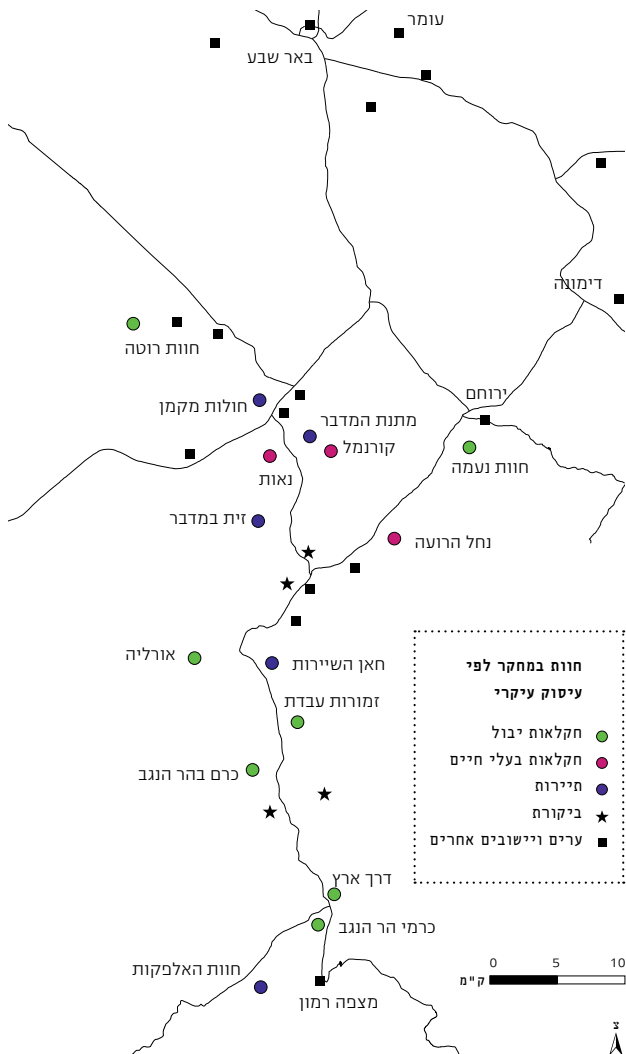 עומר
באר שבע
דימונה
חוות רוטה
ירוחם
חולות מקמן
מתנת המדבר
קורנמל
חוות נעמה
נאות
זית במדבר
נחל הרועה
אורליה
חאן השיירות
זמורות עבדת
כרם בהר הנגב
דרך ארץ
כרמי הר הנגב
חוות האלפקות
מצפה רמון
חוות במחקר לפי
עיסוק עיקרי
חקלאות יבול
חקלאות בעלי חיים
תיירות
ביקורת
ערים ויישובים אחרים
0 5 10
ק"מ
צ